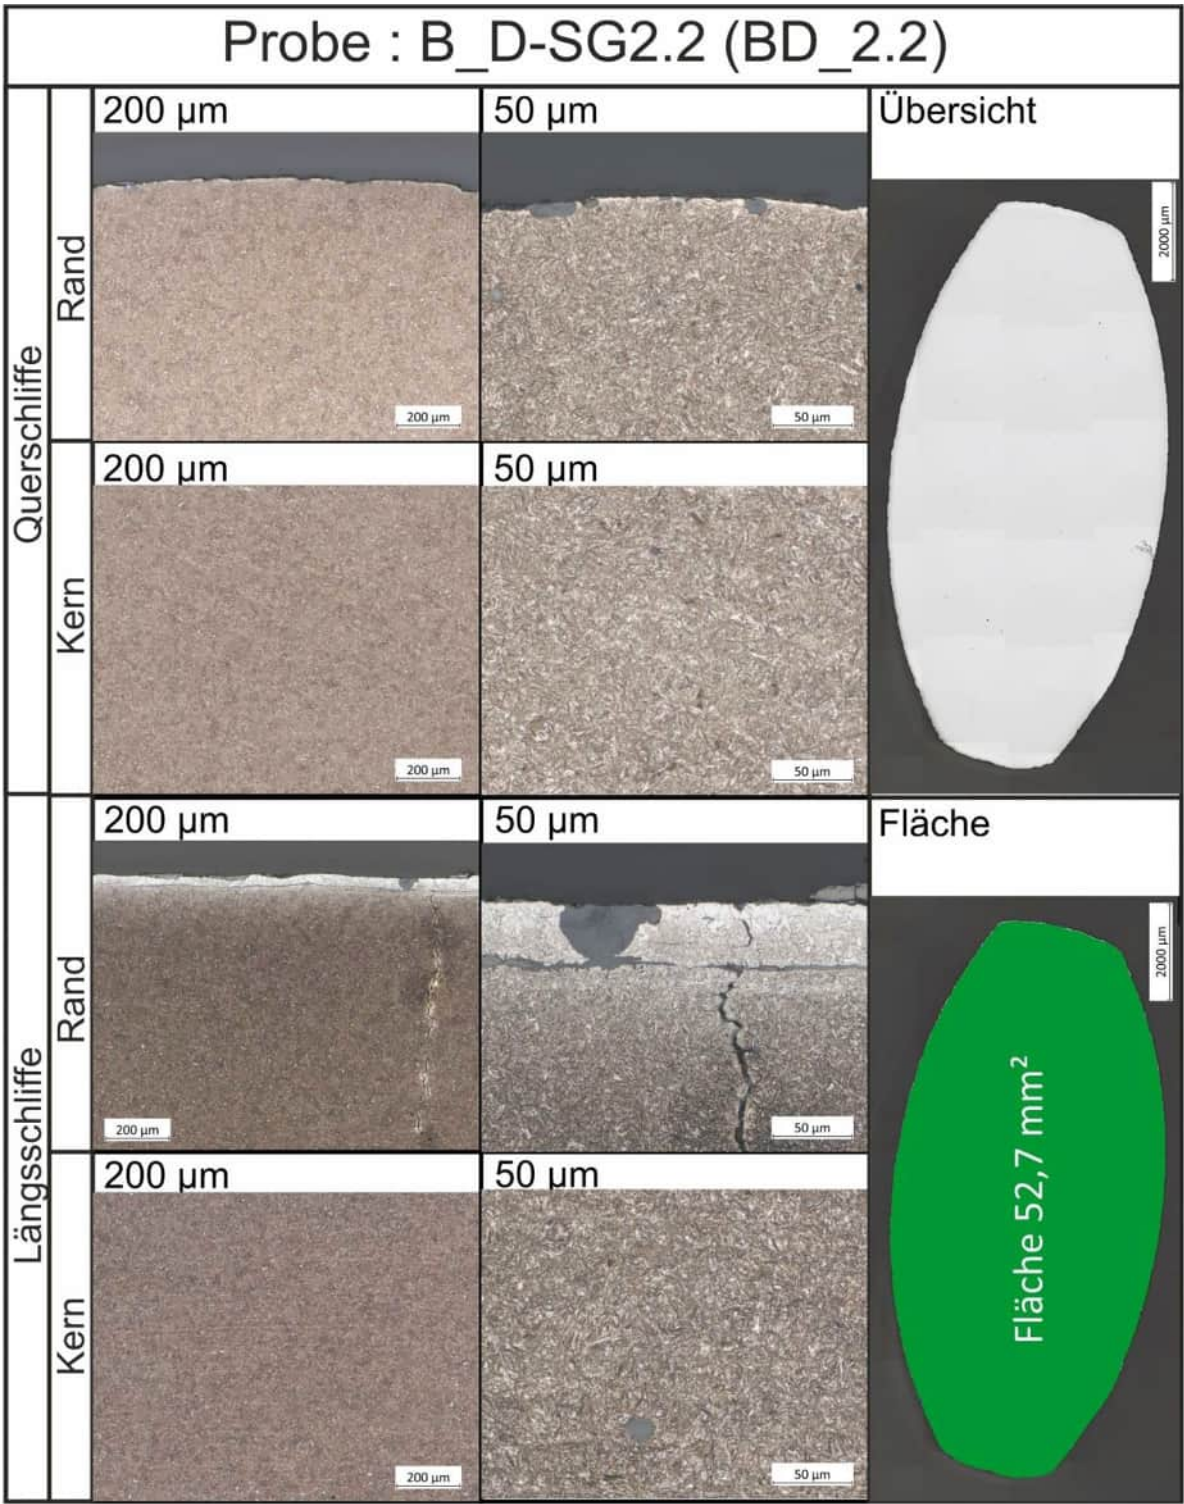 Probe : B_D-SG2.2 (BD_2.2)
Querschliffe
Rand
200 µm
200 µm
50 µm
50 µm
Übersicht
2000 µm
Kern
200 µm
200 µm
50 µm
50 µm
Längsschliffe
Rand
200 µm
200 µm
50 µm
50 µm
Fläche
2000 µm
Fläche 52,7 mm²
Kern
200 µm
200 µm
50 µm
50 µm